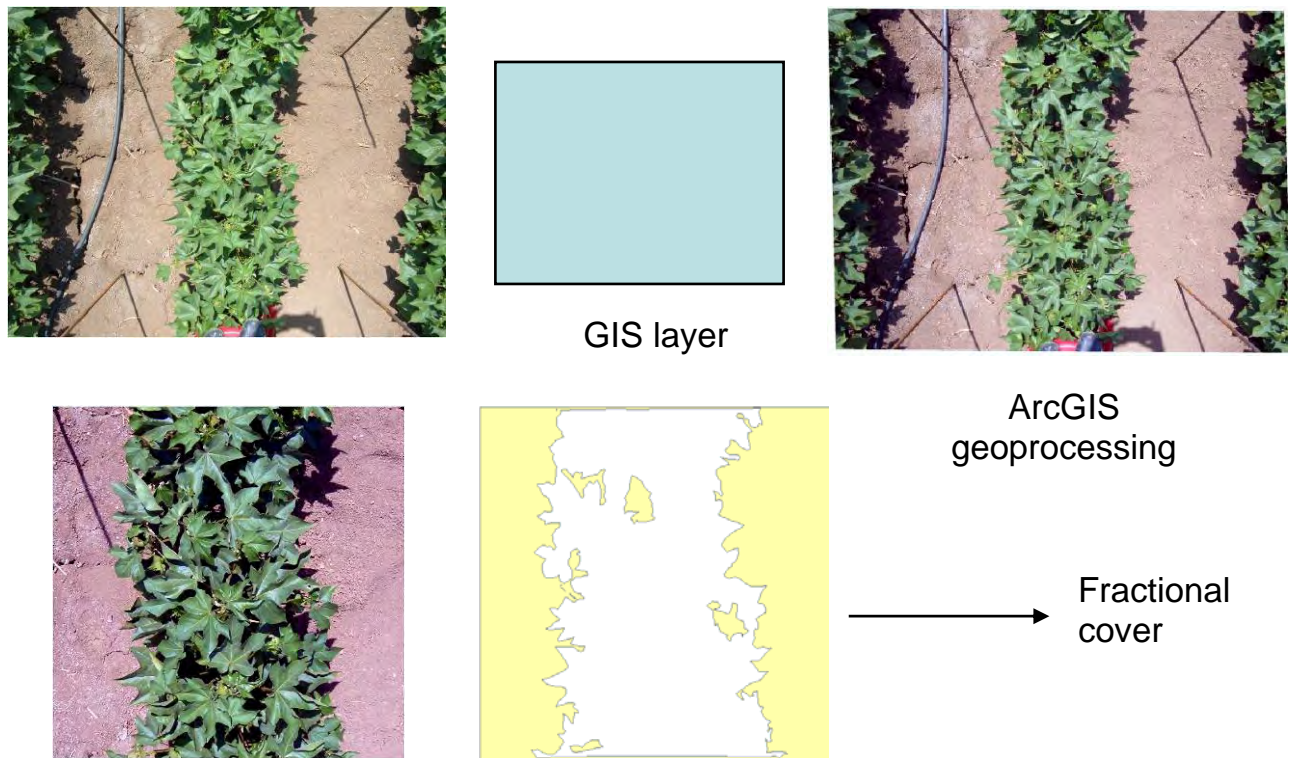 GIS layer
ArcGIS
geoprocessing
Fractional
cover